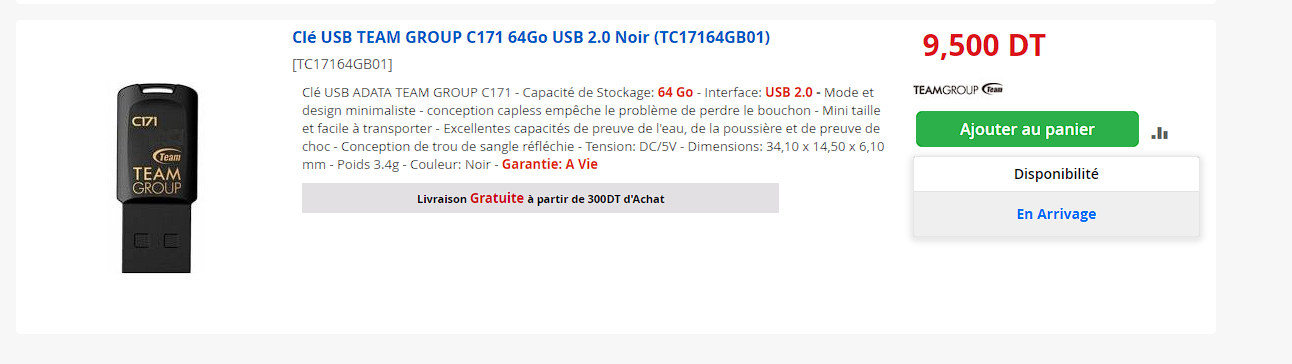 Clé USB TEAM GROUP C171 64Go USB 2.0 Noir (TC17164GB01)
[TC17164GB01]
Clé USB ADATA TEAM GROUP C171 - Capacité de Stockage: 64 Go - Interface: USB 2.0 - Mode et
design minimaliste - conception capless empêche le problème de perdre le bouchon - Mini taille
et facile à transporter - Excellentes capacités de preuve de l'eau, de la poussière et de preuve de
choc - Conception de trou de sangle réfléchie - Tension: DC/5V - Dimensions: 34,10 x 14,50 x 6,10
mm - Poids 3.4g - Couleur: Noir - Garantie: A Vie
Livraison Gratuite à partir de 300DT d'Achat
C171
Team
TEAM
GROUP
9,500 DT
TEAMGROUP Team
Ajouter au panier
Disponibilité
En Arrivage